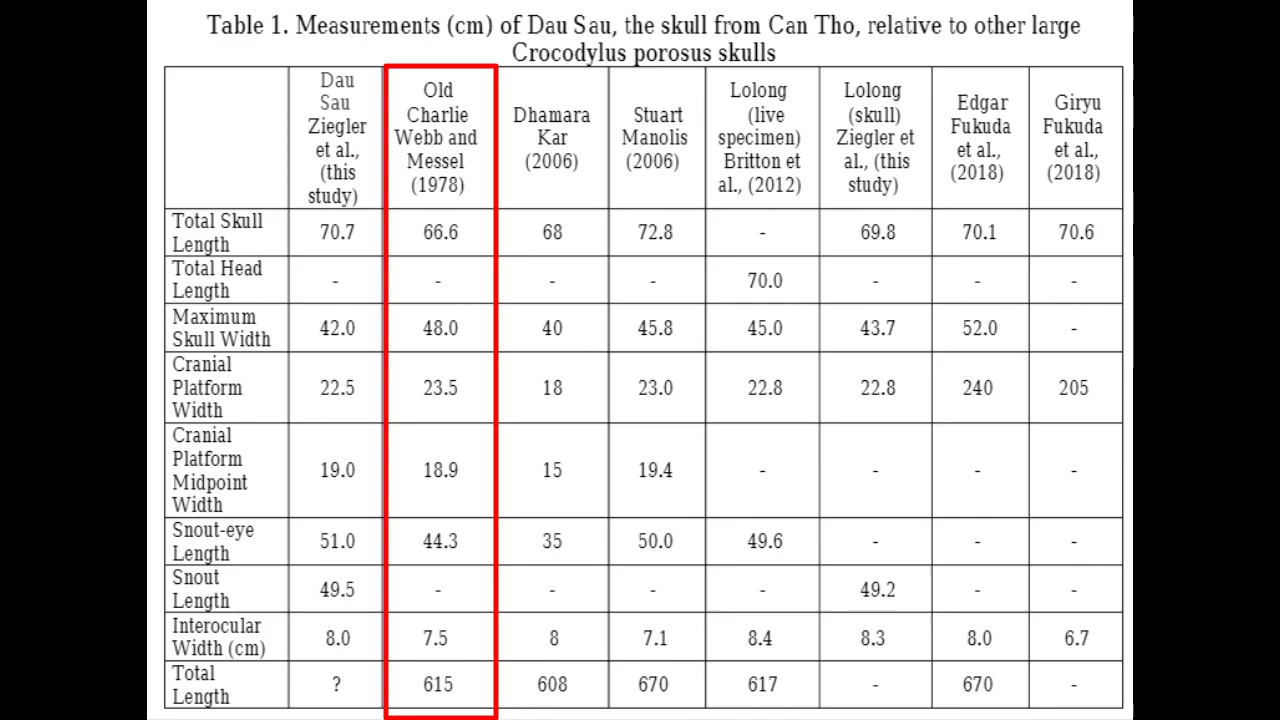 Table 1. Measurements (cm) of Dau Sau, the skull from Can Tho, relative to other large
Crocodylus porosus skulls
Dau
Sau
Ziegler
et al.,
(this
study)
Old
Charlie
Webb and
Messel
(1978)
Dhamara
Kar
(2006)
Stuart
Manolis
(2006)
Lolong
(live
specimen)
Britton et
al., (2012)
Lolong
(skull)
Ziegler et
al., (this
study)
Edgar
Fukuda
et al.,
(2018)
Giryu
Fukuda
et al.,
(2018)
Total Skull
Length
70.7
66.6
68
72.8
-
69.8
70.1
70.6
Total Head
Length
-
-
-
-
70.0
-
-
-
Maximum
Skull Width
42.0
48.0
40
45.8
45.0
43.7
52.0
-
Cranial
Platform
Width
22.5
23.5
18
23.0
22.8
22.8
240
205
Cranial
Platform
Midpoint
Width
19.0
18.9
15
19.4
-
-
-
-
Snout-eye
Length
51.0
44.3
35
50.0
49.6
-
-
-
Snout
Length
49.5
-
-
-
-
49.2
-
-
Interocular
Width (cm)
8.0
7.5
8
7.1
8.4
8.3
8.0
6.7
Total
Length
?
615
608
670
617
-
670
-